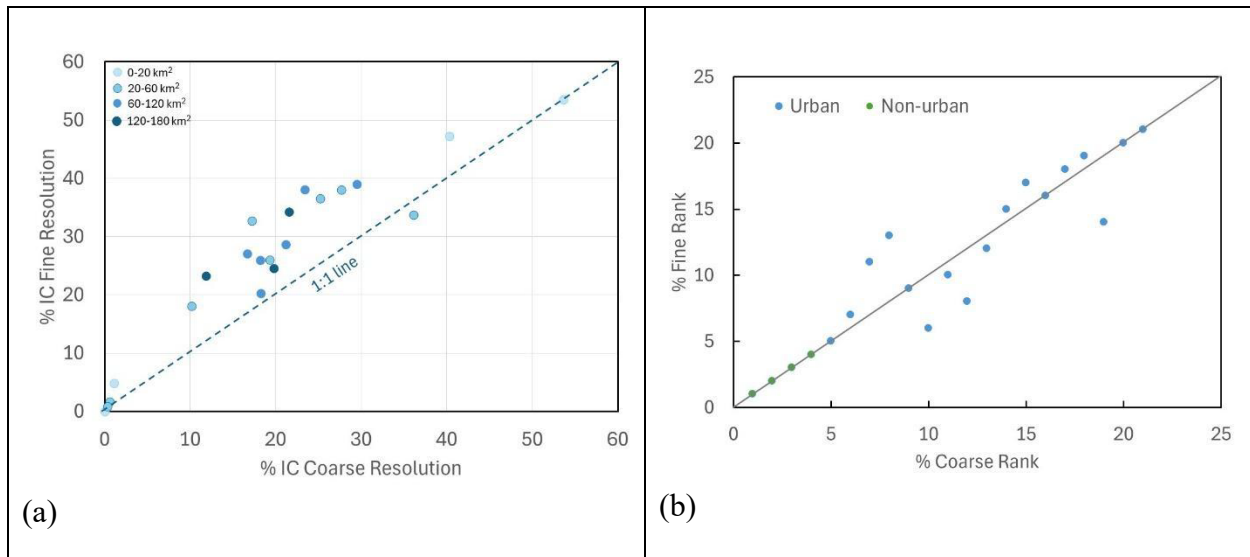 60
50
40
30
20
10
0
% IC Fine Resolution
0-20 km²
20-60 km²
60-120 km²
120-180 km²
1:1 line
0 10 20 30 40 50 60
% IC Coarse Resolution
(a)
25
20
15
10
5
0
% Fine Rank
Urban Non-urban
0 5 10 15 20 25
% Coarse Rank
(b)